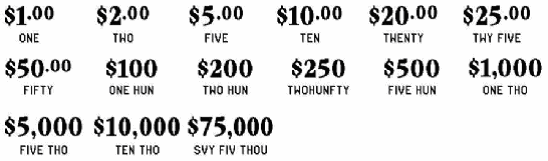 $1.00 $2.00 $5.00 $10.00 $20.00 $25.00
ONE TWO FIVE TEN TWENTY TWY FIVE
$50.00 $100 $200 $250 $500 $1,000
FIFTY ONE HUN TWO HUN TWOHUNFTY FIVE HUN ONE THO
$5,000 $10,000 $75,000
FIVE THO TEN THO SVY FIV THOU